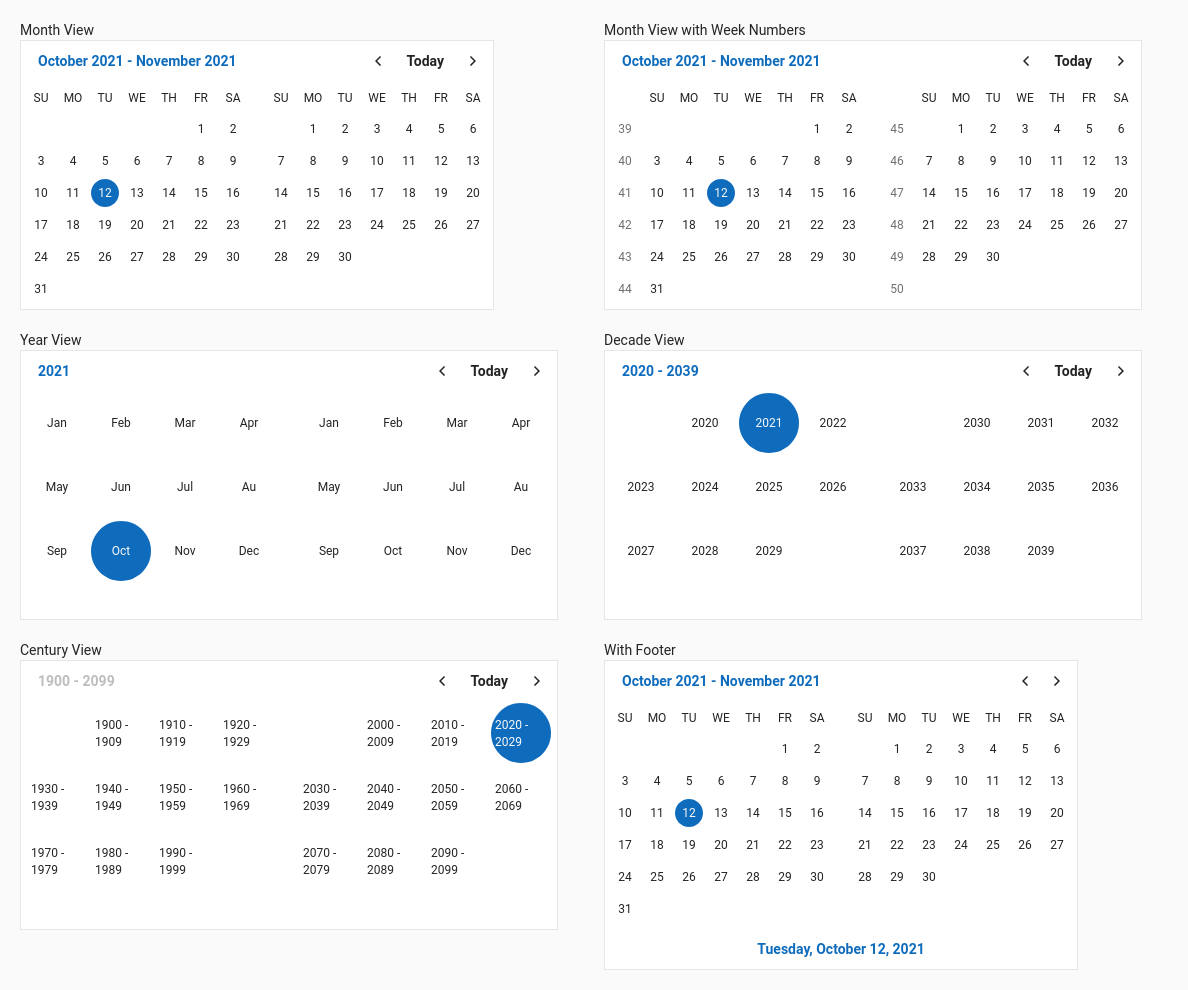 Month View
October 2021 - November 2021 Today
SU MO TU WE TH FR SA SU MO TU WE TH FR SA
1 2 1 2 3 4 5 6
3 4 5 6 7 8 9 7 8 9 10 11 12 13
10 11 12 13 14 15 16 14 15 16 17 18 19 20
17 18 19 20 21 22 23 21 22 23 24 25 26 27
24 25 26 27 28 29 30 28 29 30
31
Month View with Week Numbers
October 2021 - November 2021 Today
SU MO TU WE TH FR SA SU MO TU WE TH FR SA
39 1 2 45 1 2 3 4 5 6
40 3 4 5 6 7 8 9 46 7 8 9 10 11 12 13
41 10 11 12 13 14 15 16 47 14 15 16 17 18 19 20
42 17 18 19 20 21 22 23 48 21 22 23 24 25 26 27
43 24 25 26 27 28 29 30 49 28 29 30
44 31 50
Year View
2021 Today
Jan Feb Mar Apr Jan Feb Mar Apr
May Jun Jul Au May Jun Jul Au
Sep Oct Nov Dec Sep Oct Nov Dec
Decade View
2020 - 2039 Today
2020 2021 2022 2030 2031 2032
2023 2024 2025 2026 2033 2034 2035 2036
2027 2028 2029 2037 2038 2039
Century View
1900 - 2099 Today
1900 - 1910 - 1920 - 2000 - 2010 - 2020 -
1909 1919 1929 2009 2019 2029
1930 - 1940 - 1950 - 1960 - 2030 - 2040 - 2050 - 2060 -
1939 1949 1959 1969 2039 2049 2059 2069
1970 - 1980 - 1990 - 2070 - 2080 - 2090 -
1979 1989 1999 2079 2089 2099
With Footer
October 2021 - November 2021
SU MO TU WE TH FR SA SU MO TU WE TH FR SA
1 2 1 2 3 4 5 6
3 4 5 6 7 8 9 7 8 9 10 11 12 13
10 11 12 13 14 15 16 14 15 16 17 18 19 20
17 18 19 20 21 22 23 21 22 23 24 25 26 27
24 25 26 27 28 29 30 28 29 30
31
Tuesday, October 12, 2021